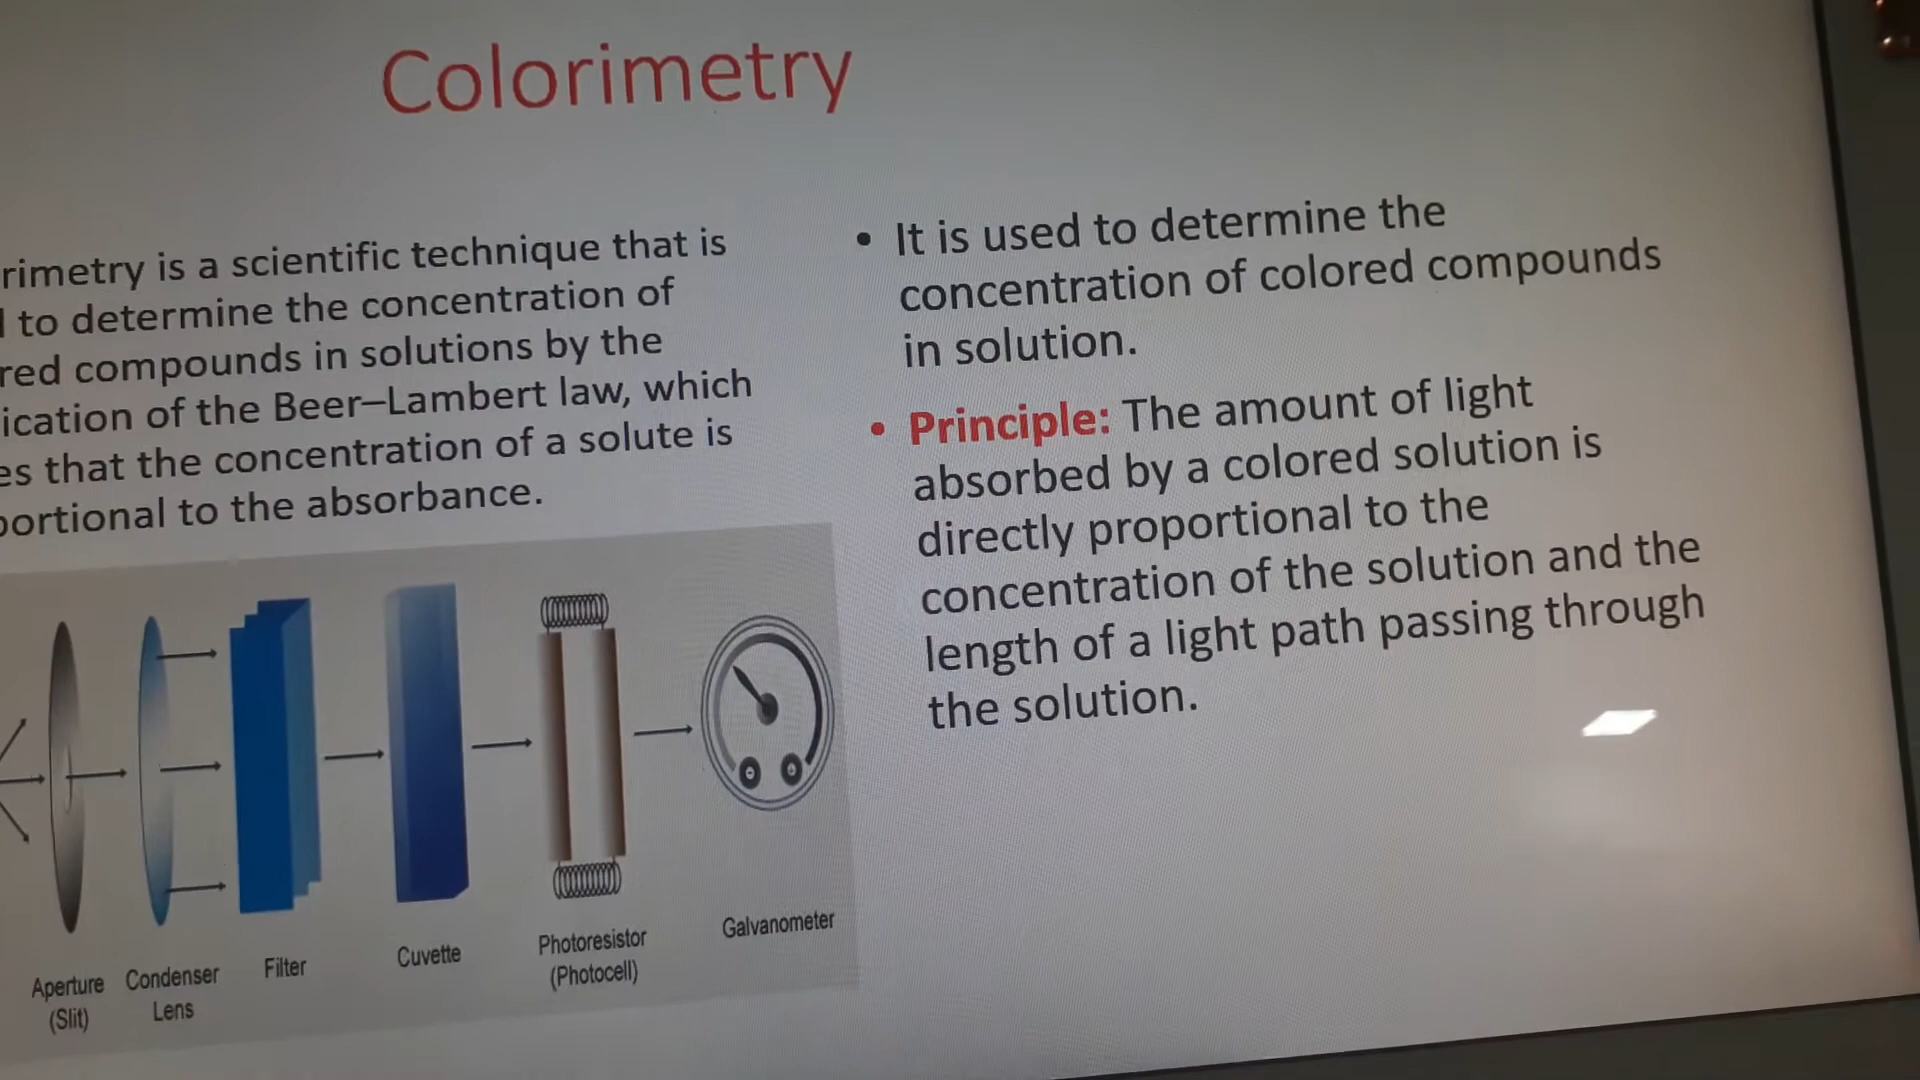 Colorimetry
rimetry is a scientific technique that is
to determine the concentration of
red compounds in solutions by the
ication of the Beer–Lambert law, which
es that the concentration of a solute is
portional to the absorbance.
• It is used to determine the
concentration of colored compounds
in solution.
• Principle: The amount of light
absorbed by a colored solution is
directly proportional to the
concentration of the solution and the
length of a light path passing through
the solution.
Aperture
(Slit)
Condenser
Lens
Filter
Cuvette
Photoresistor
(Photocell)
Galvanometer